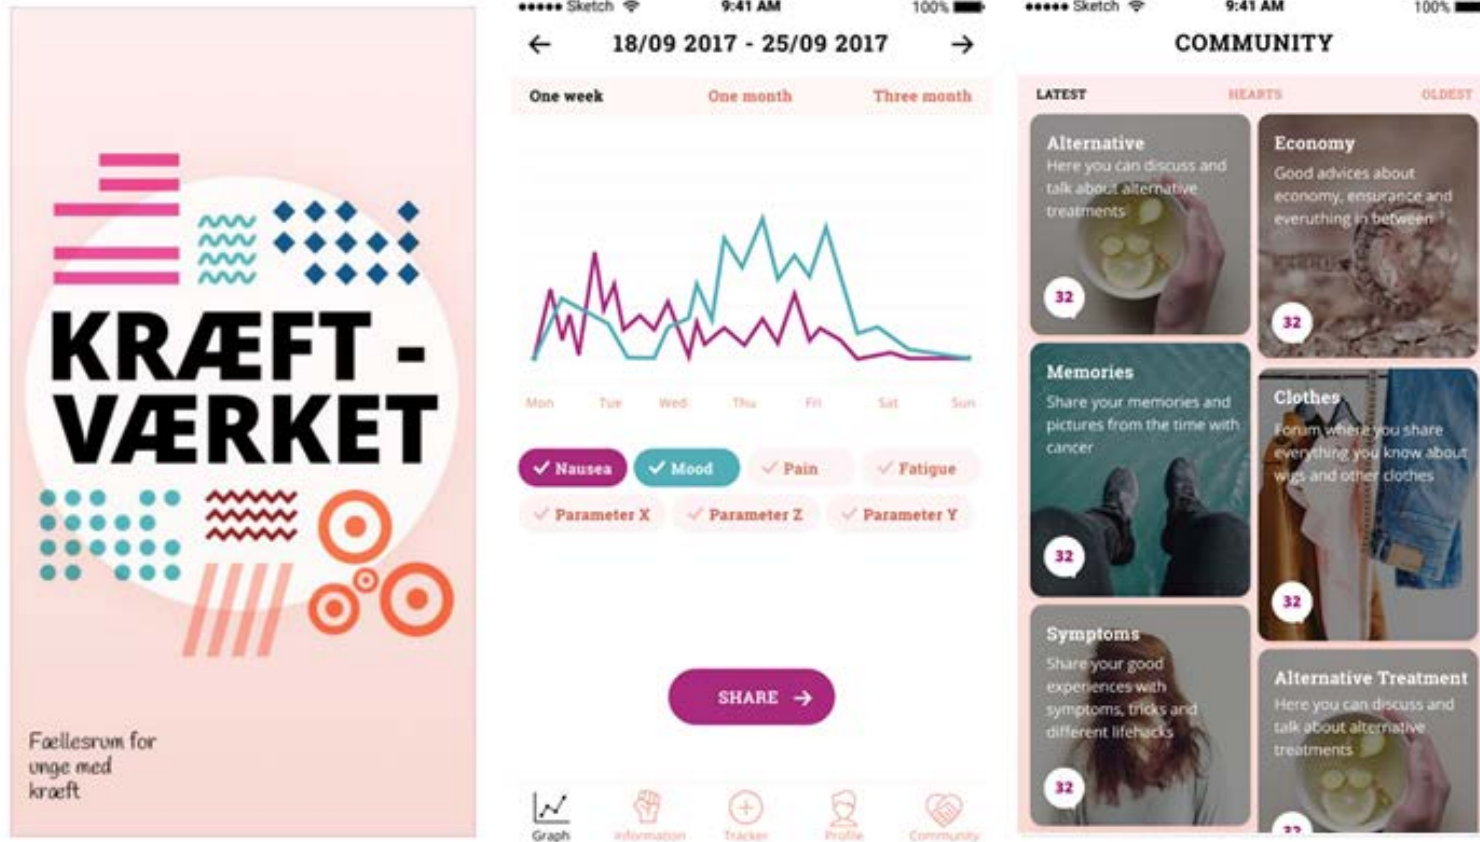 KRÆFT -
VÆRKET
Fællesrum for
unge med
kræft
Sketch 9:41 AM 100%
← 18/09 2017 - 25/09 2017 →
One week One month Three month
Mon Tue Wed Thu Fri Sat Sun
Nausea Mood Pain Fatigue
Parameter X Parameter Z Parameter Y
SHARE →
Graph Information Tracker Profile Community
Sketch 9:41 AM 100%
COMMUNITY
LATEST HEARTS OLDEST
Alternative
Here you can discuss and
talk about alternative
treatments
32
Economy
Good advices about
economy, ensurance and
everuthing in between
32
Memories
Share your memories and
pictures from the time with
cancer
32
Clothes
Forum where you share
everything you know about
wigs and other clothes
32
Symptoms
Share your good
experiences with
symptoms, tricks and
different lifehacks
32
Alternative Treatment
Here you can discuss and
talk about alternative
treatments
32